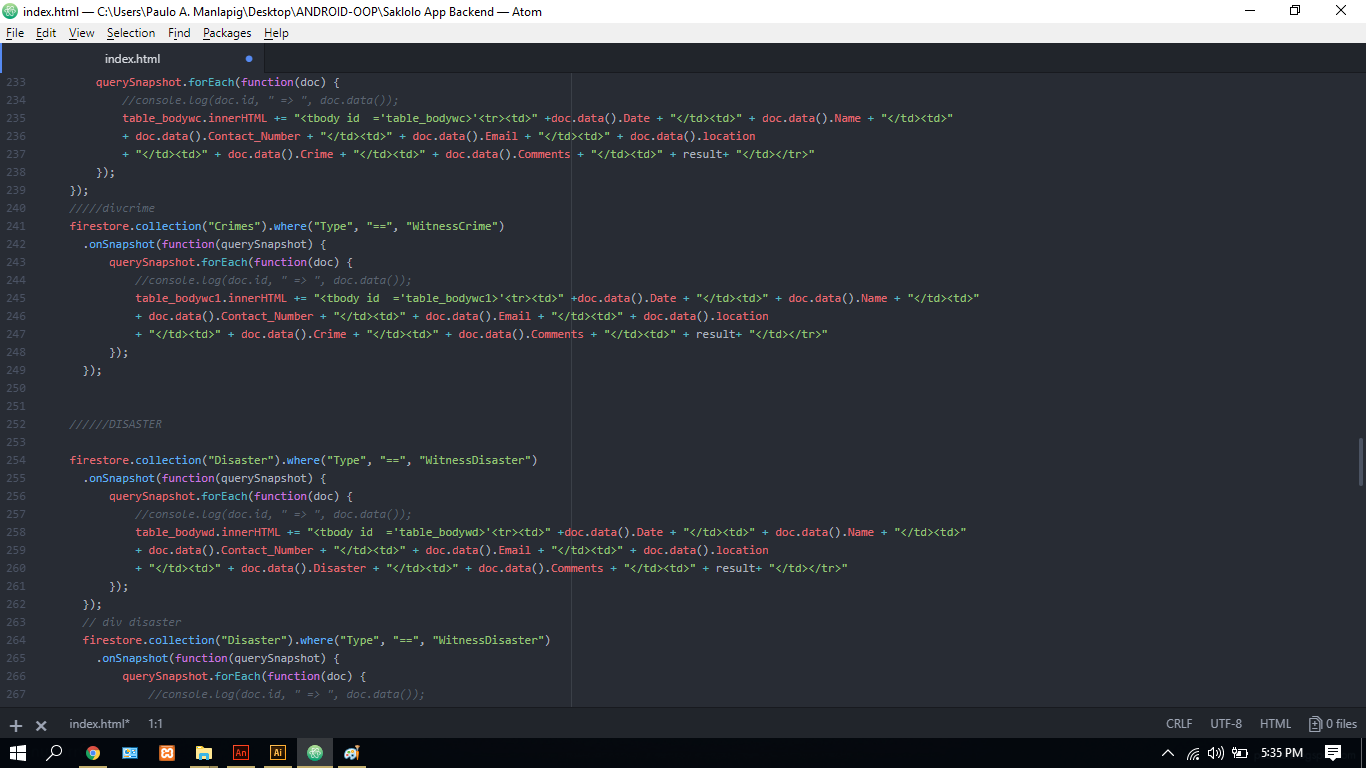 index.html — C:\Users\Paulo A. Manlapig\Desktop\ANDROID-OOP\Saklolo App Backend — Atom
File Edit View Selection Find Packages Help
index.html
233 querySnapshot.forEach(function(doc) {
234 //console.log(doc.id, " => ", doc.data());
235 table_bodywc.innerHTML += "<tbody id  ='table_bodywc>'<tr><td>" +doc.data().Date + "</td><td>" + doc.data().Name + "</td><td>"
236 + doc.data().Contact_Number + "</td><td>" + doc.data().Email + "</td><td>" + doc.data().location
237 + "</td><td>" + doc.data().Crime + "</td><td>" + doc.data().Comments + "</td><td>" + result+ "</td></tr>"
238 });
239 });
240 /////divcrime
241 firestore.collection("Crimes").where("Type", "==", "WitnessCrime")
242 .onSnapshot(function(querySnapshot) {
243 querySnapshot.forEach(function(doc) {
244 //console.log(doc.id, " => ", doc.data());
245 table_bodywc1.innerHTML += "<tbody id  ='table_bodywc1>'<tr><td>" +doc.data().Date + "</td><td>" + doc.data().Name + "</td><td>"
246 + doc.data().Contact_Number + "</td><td>" + doc.data().Email + "</td><td>" + doc.data().location
247 + "</td><td>" + doc.data().Crime + "</td><td>" + doc.data().Comments + "</td><td>" + result+ "</td></tr>"
248 });
249 });
250
251
252 //////DISASTER
253
254 firestore.collection("Disaster").where("Type", "==", "WitnessDisaster")
255 .onSnapshot(function(querySnapshot) {
256 querySnapshot.forEach(function(doc) {
257 //console.log(doc.id, " => ", doc.data());
258 table_bodywd.innerHTML += "<tbody id  ='table_bodywd>'<tr><td>" +doc.data().Date + "</td><td>" + doc.data().Name + "</td><td>"
259 + doc.data().Contact_Number + "</td><td>" + doc.data().Email + "</td><td>" + doc.data().location
260 + "</td><td>" + doc.data().Disaster + "</td><td>" + doc.data().Comments + "</td><td>" + result+ "</td></tr>"
261 });
262 });
263 // div disaster
264 firestore.collection("Disaster").where("Type", "==", "WitnessDisaster")
265 .onSnapshot(function(querySnapshot) {
266 querySnapshot.forEach(function(doc) {
267 //console.log(doc.id, " => ", doc.data());
index.html* 1:1 CRLF UTF-8 HTML 0 files
An Ai 5:35 PM